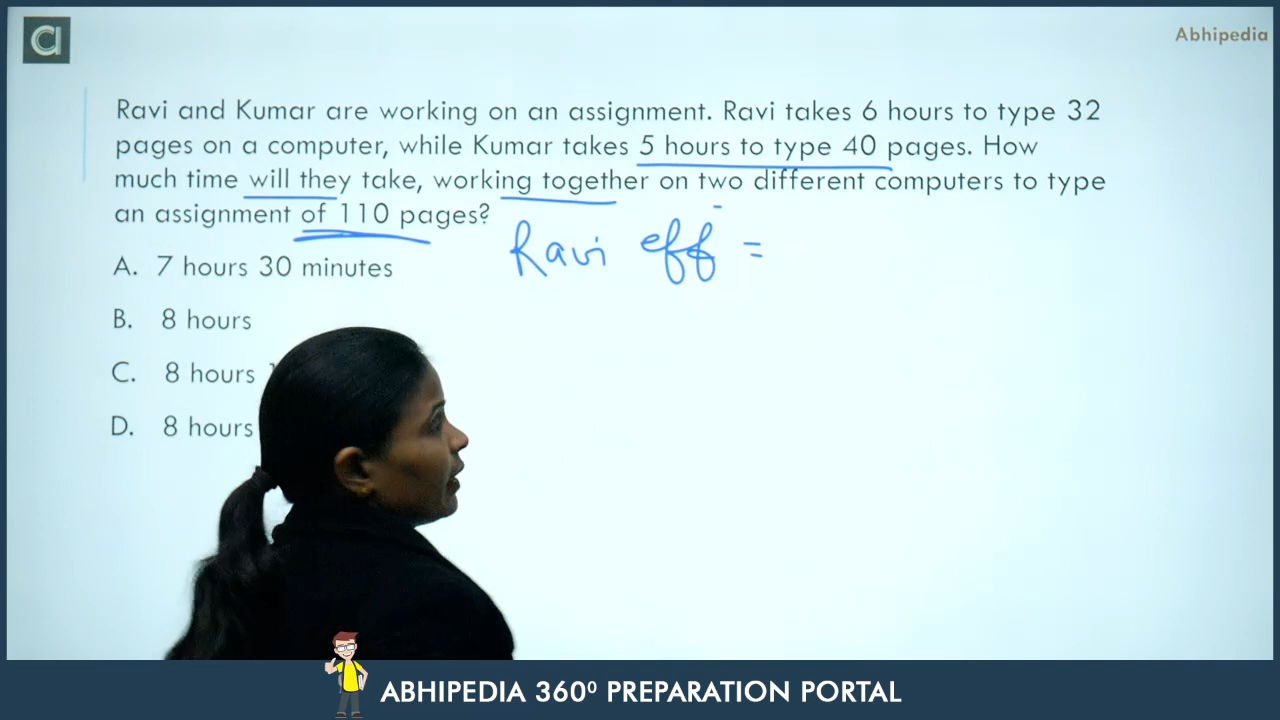 Abhipedia
Ravi and Kumar are working on an assignment. Ravi takes 6 hours to type 32
pages on a computer, while Kumar takes 5 hours to type 40 pages. How
much time will they take, working together on two different computers to type
an assignment of 110 pages?
Ravi eff =
A. 7 hours 30 minutes
B. 8 hours
C. 8 hours
D. 8 hours
ABHIPEDIA 360⁰ PREPARATION PORTAL